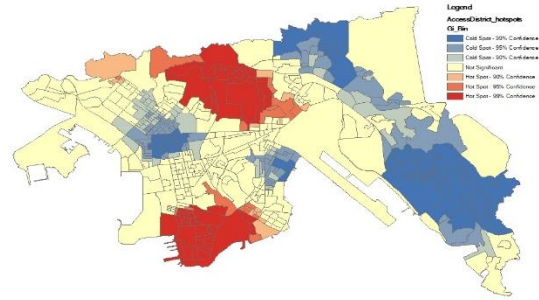 Legend
AccessDistrict_hotspots
Gi_Bin
Cold Spot - 99% Confidence
Cold Spot - 95% Confidence
Cold Spot - 90% Confidence
Not Significant
Hot Spot - 90% Confidence
Hot Spot - 95% Confidence
Hot Spot - 99% Confidence